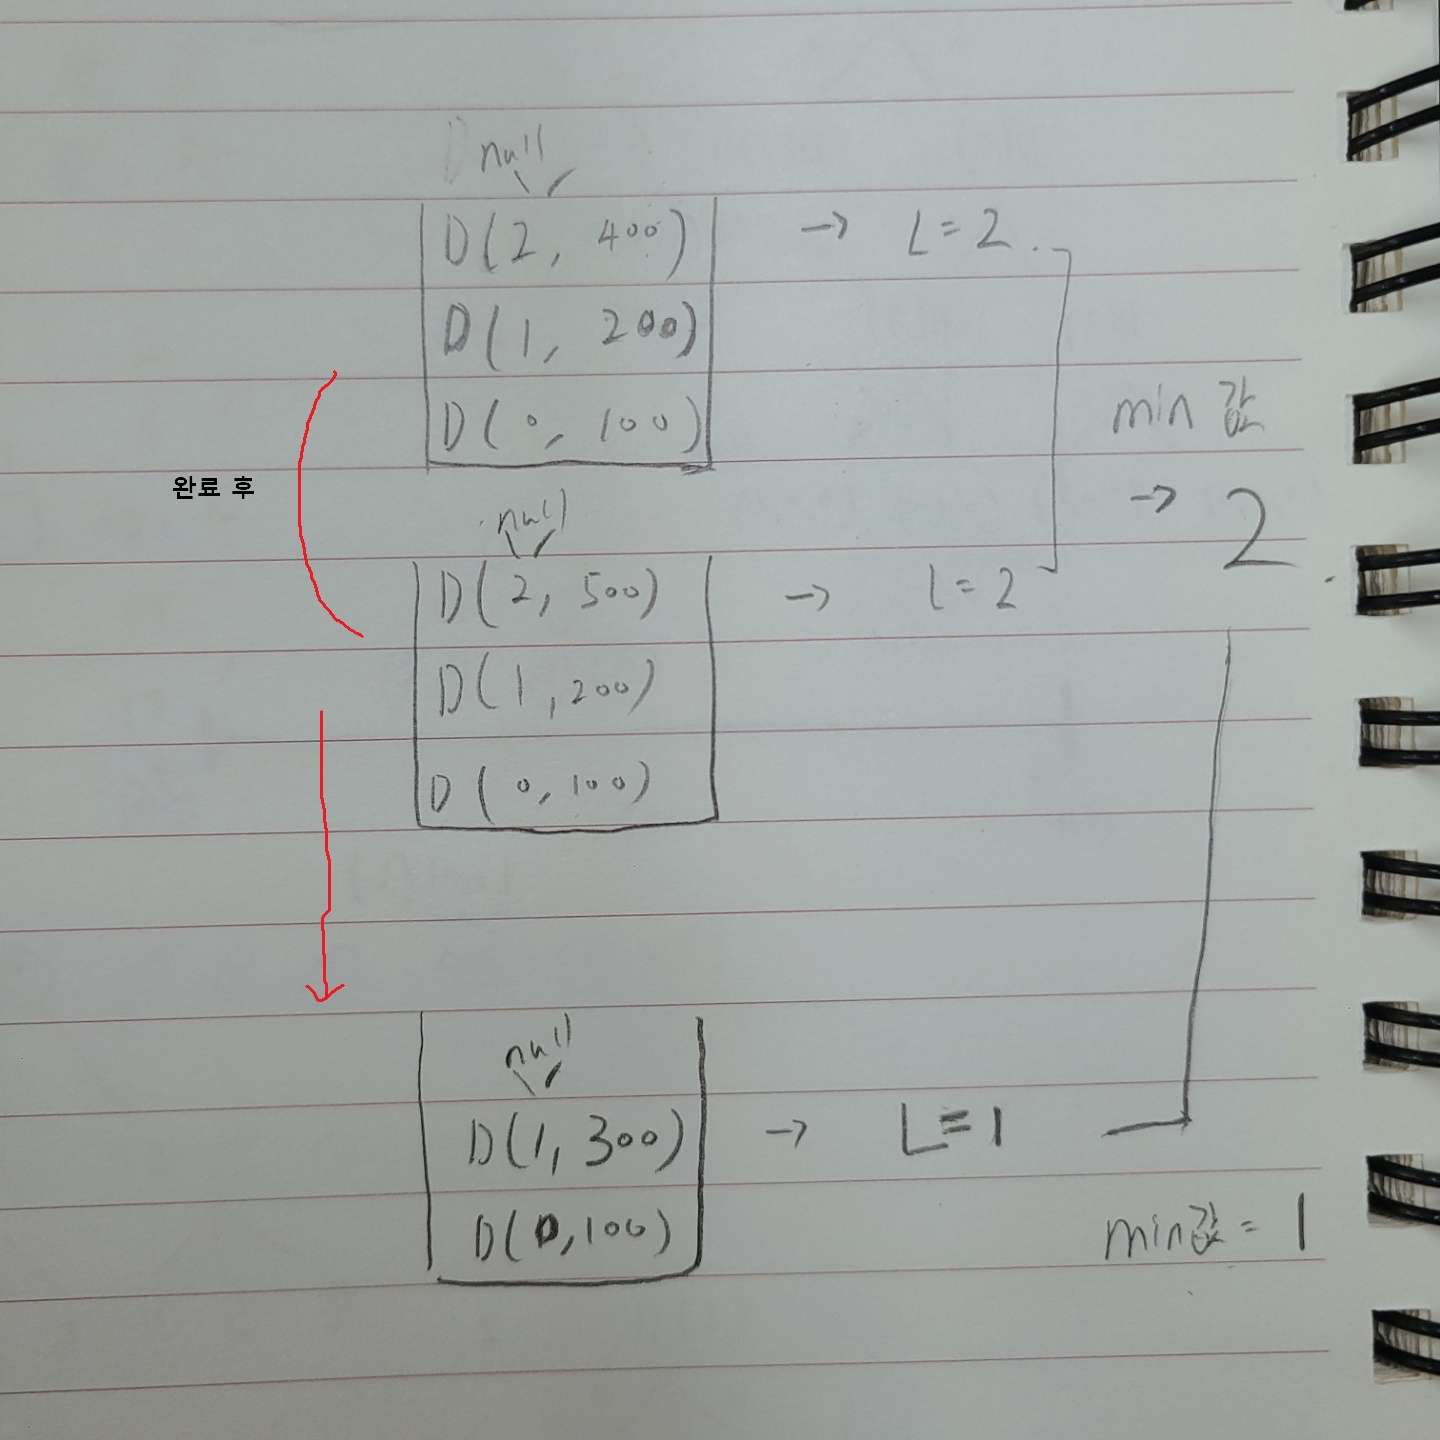 null
D(2, 400) → L=2.
D(1, 200)
D(0, 100)
min 값
→ 2
완료 후
null
D(2, 500) → L=2
D(1, 200)
D(0, 100)
null
D(1, 300) → L=1
D(0, 100)
min값 = 1